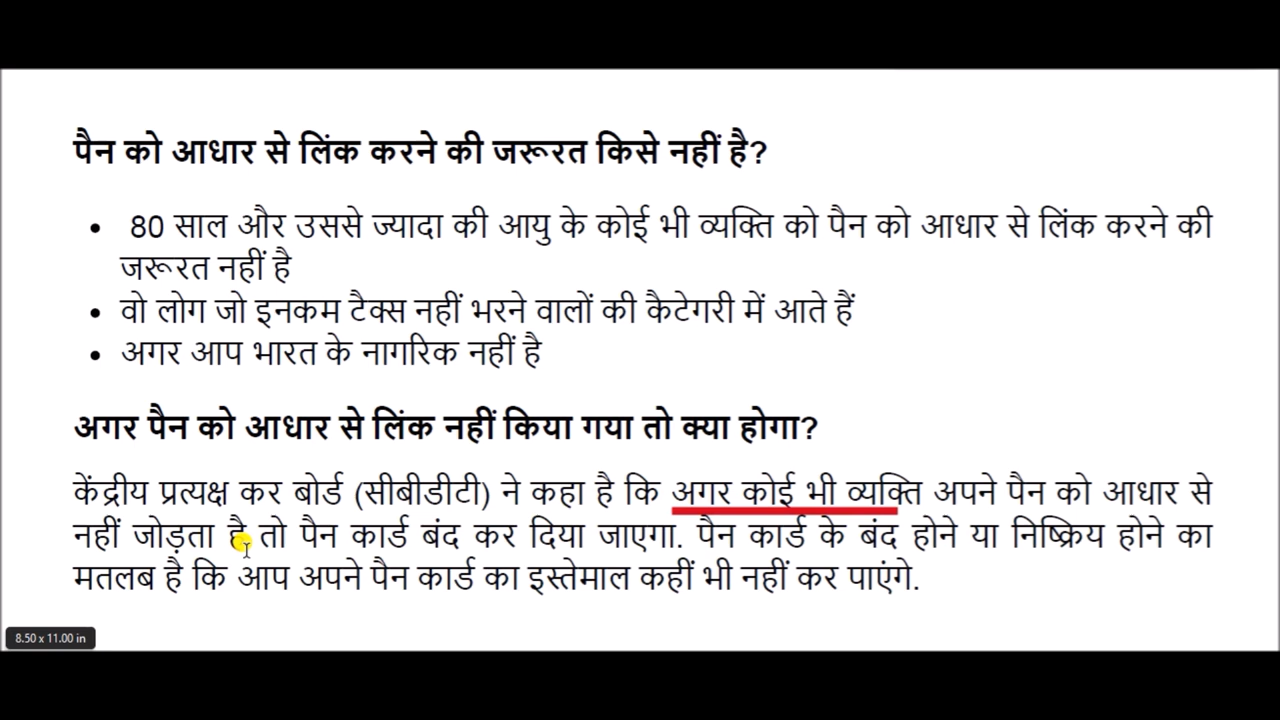 पैन को आधार से लिंक करने की जरूरत किसे नहीं है?
• 80 साल और उससे ज्यादा की आयु के कोई भी व्यक्ति को पैन को आधार से लिंक करने की
जरूरत नहीं है
• वो लोग जो इनकम टैक्स नहीं भरने वालों की कैटेगरी में आते हैं
• अगर आप भारत के नागरिक नहीं है
अगर पैन को आधार से लिंक नहीं किया गया तो क्या होगा?
केंद्रीय प्रत्यक्ष कर बोर्ड (सीबीडीटी) ने कहा है कि अगर कोई भी व्यक्ति अपने पैन को आधार से
नहीं जोड़ता है तो पैन कार्ड बंद कर दिया जाएगा. पैन कार्ड के बंद होने या निष्क्रिय होने का
मतलब है कि आप अपने पैन कार्ड का इस्तेमाल कहीं भी नहीं कर पाएंगे.
8.50 x 11.00 in